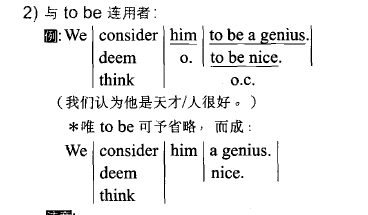 2) 与 to be 连用者：
例: We consider him to be a genius.
deem o. to be nice.
think o.c.
（我们认为他是天才/人很好。）
*唯 to be 可予省略，而成：
We consider him a genius.
deem nice.
think